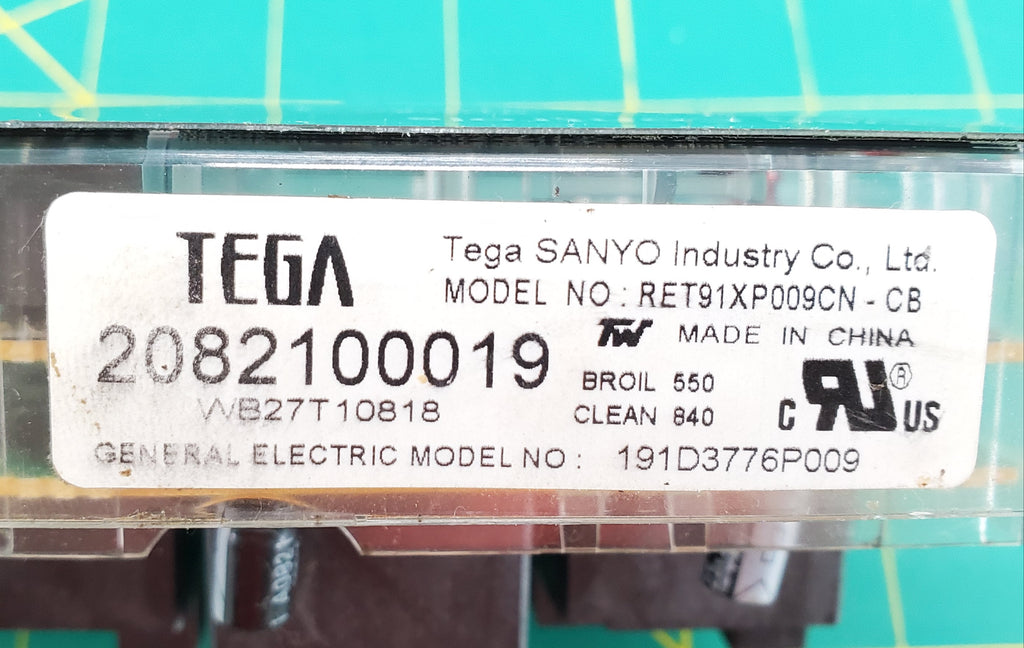 TEGA
Tega SANYO Industry Co., Ltd.
MODEL NO : RET91XP009CN - CB
TW MADE IN CHINA
2082100019
BROIL 550
WB27T10818
CLEAN 840
C RU ® US
GENERAL ELECTRIC MODEL NO : 191D3776P009